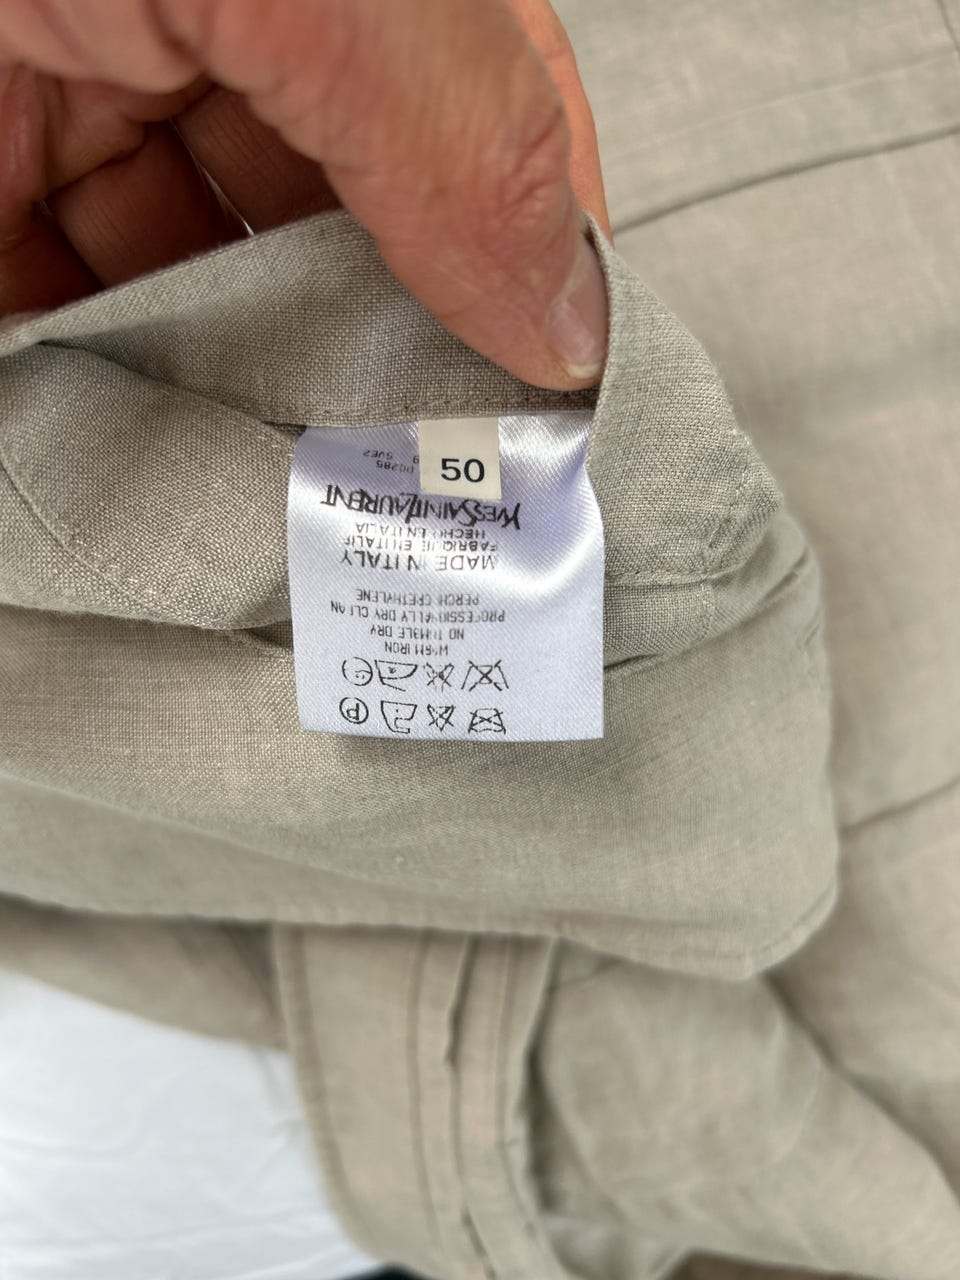 50
YVESSAINTLAURENT
HECHO EN ITALIA
FABRIQUE EN ITALIE
MADE IN ITALY
PERCHLORETHYLENE
PROFESSIONALLY DRY CLEAN
NO TUMBLE DRY
WARM IRON
P